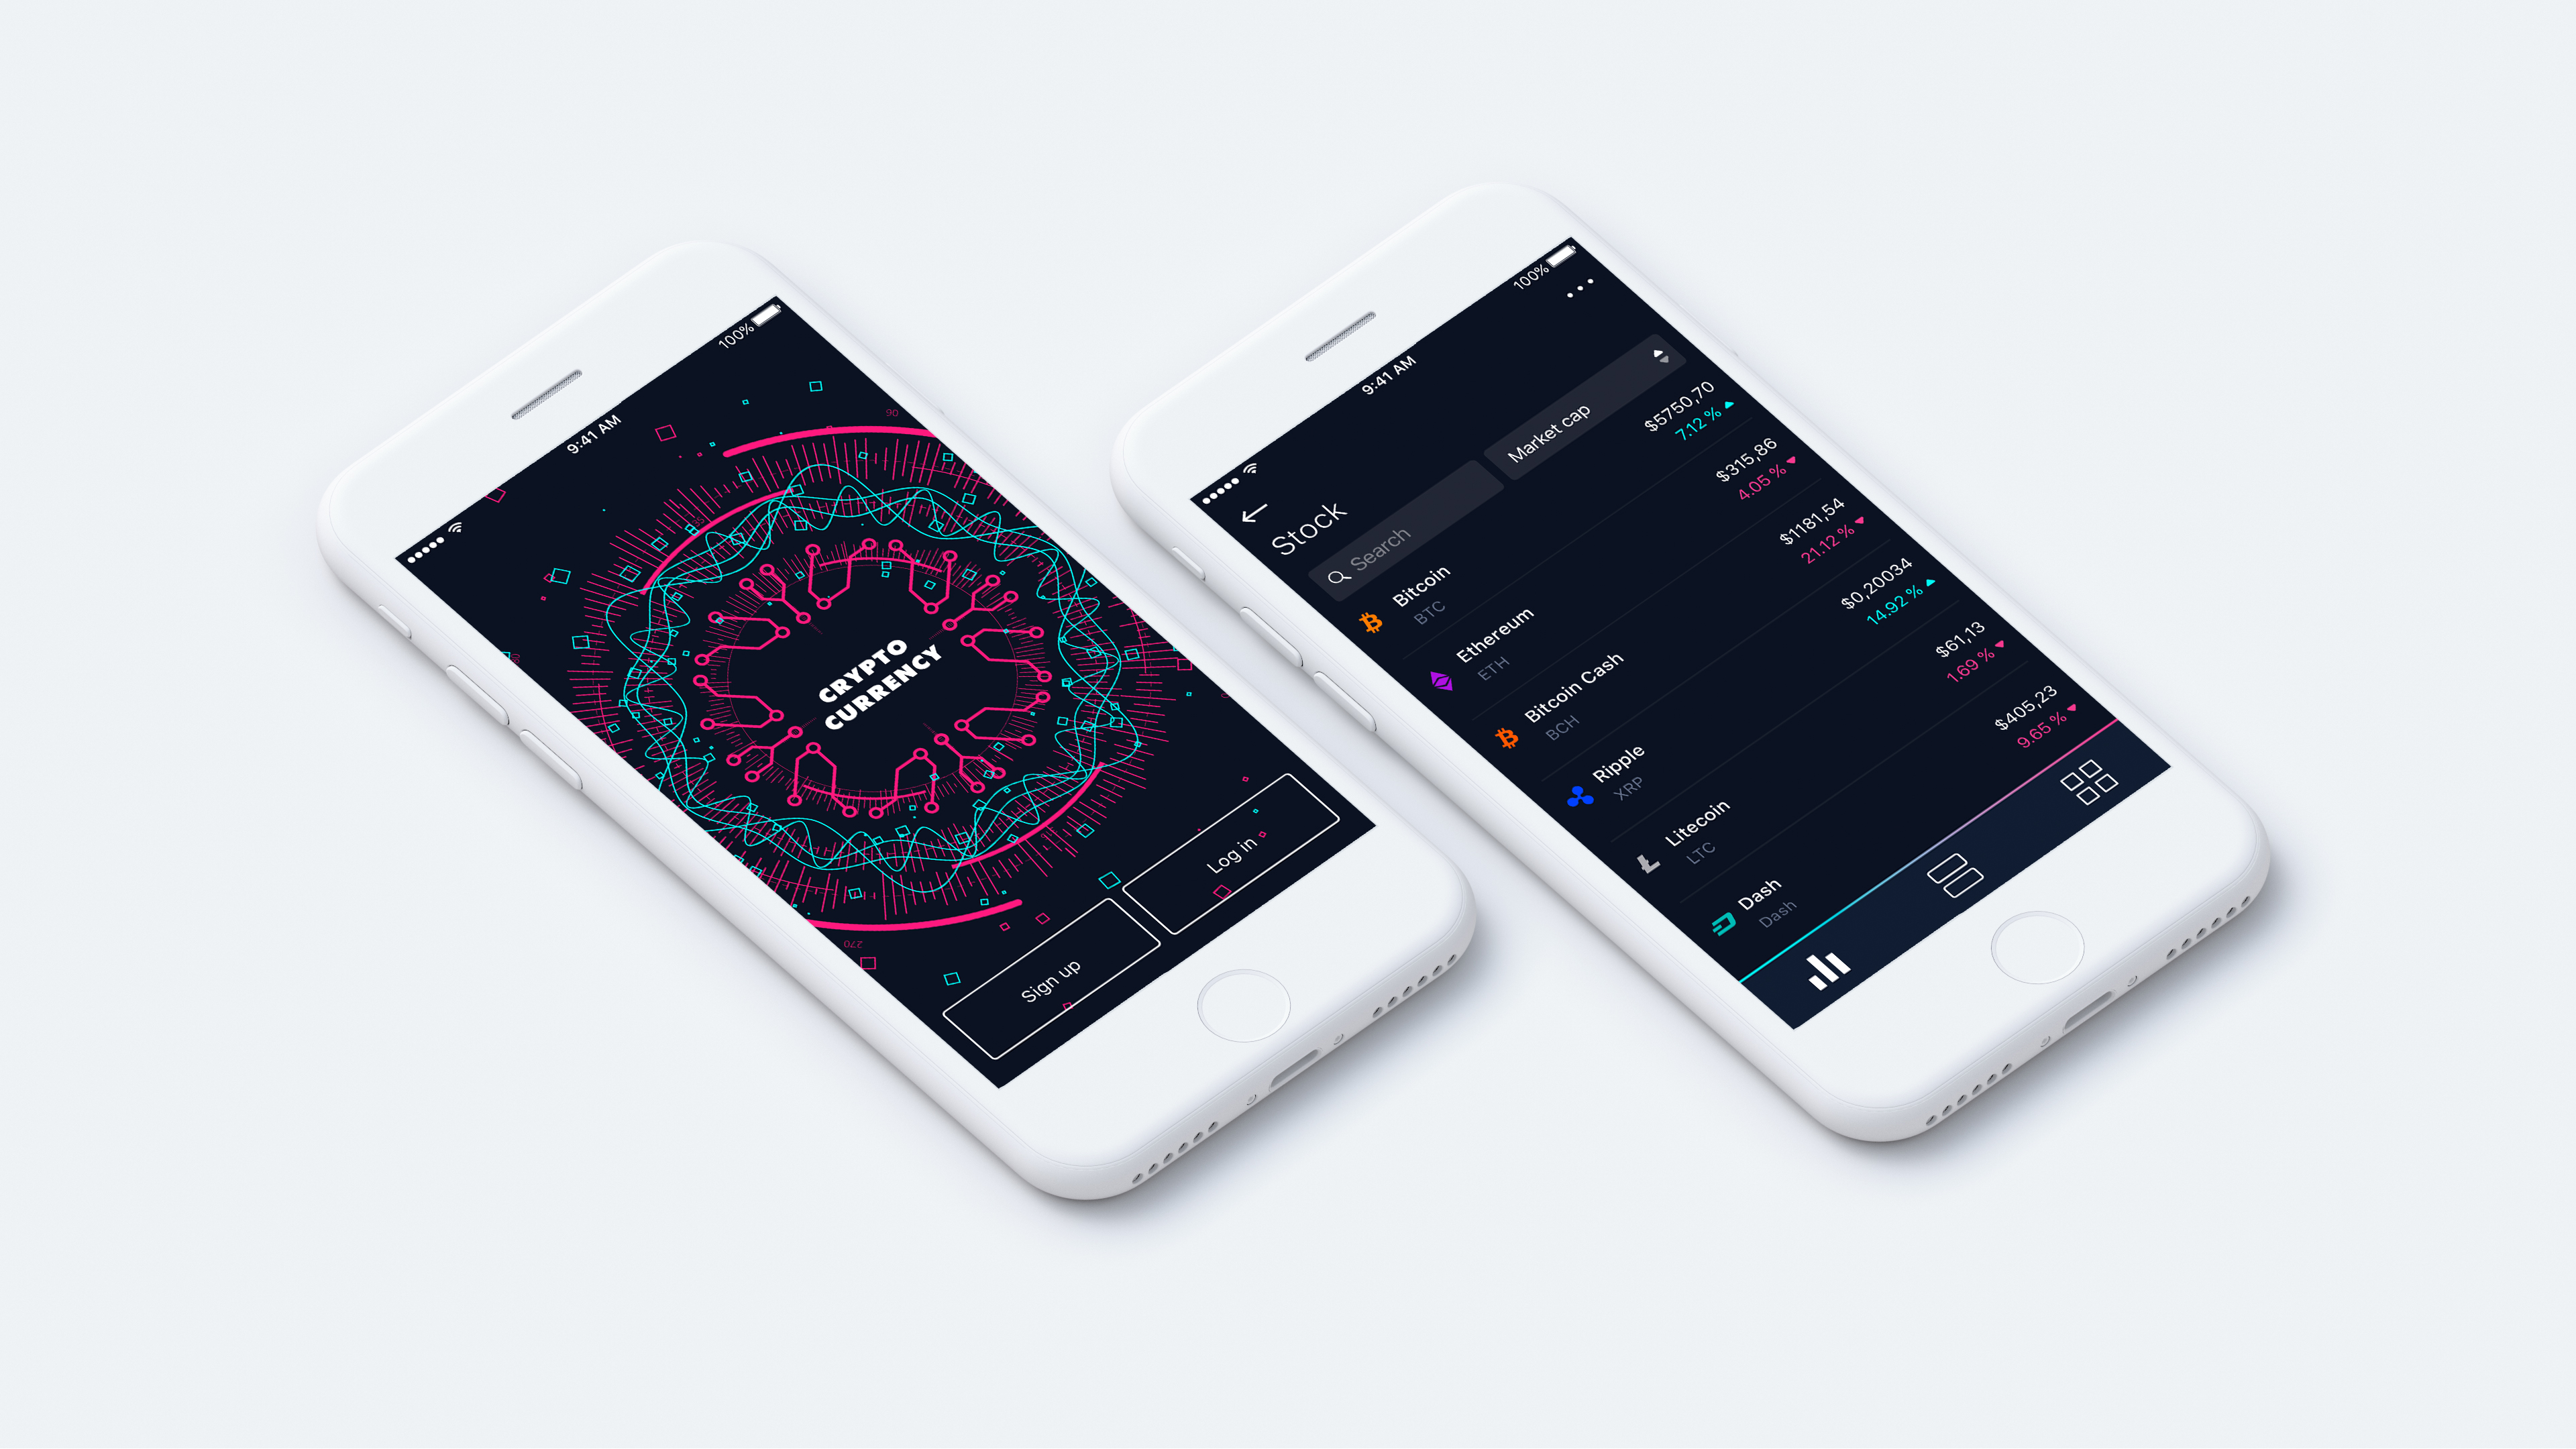 9:41 AM
100%
90
CRYPTO
CURRENCY
270
Sign up
Log in
9:41 AM
100%
Stock
Search
Market cap
Bitcoin
BTC
$5750,70
7.12 %
Ethereum
ETH
$315,86
4.05 %
Bitcoin Cash
BCH
$1181,54
21.12 %
Ripple
XRP
$0,20034
14.92 %
Litecoin
LTC
$61,13
1.69 %
Dash
Dash
$405,23
9.65 %